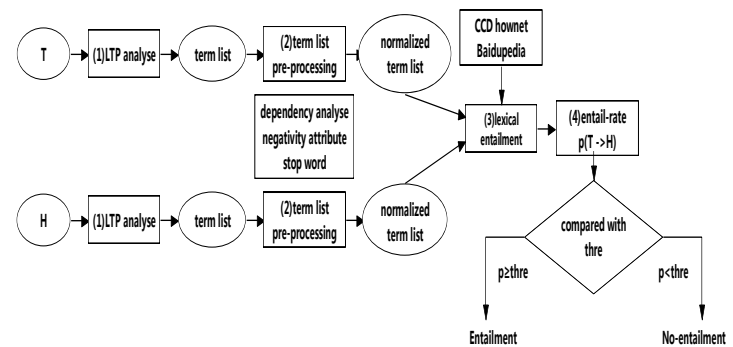 T
(1)LTP analyse
term list
(2)term list
pre-processing
normalized
term list
CCD hownet
Baidupedia
dependency analyse
negativity attribute
stop word
(3)lexical
entailment
(4)entail-rate
p(T ->H)
H
(1)LTP analyse
term list
(2)term list
pre-processing
normalized
term list
compared with
thre
p≥thre
p<thre
Entailment
No-entailment